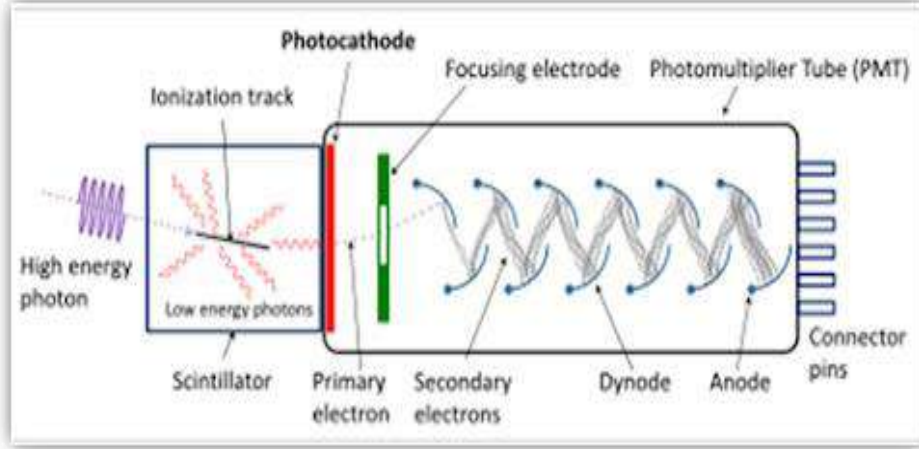 Photocathode
Focusing electrode
Photomultiplier Tube (PMT)
Ionization track
High energy
photon
Low energy photons
Scintillator
Primary
electron
Secondary
electrons
Dynode
Anode
Connector
pins